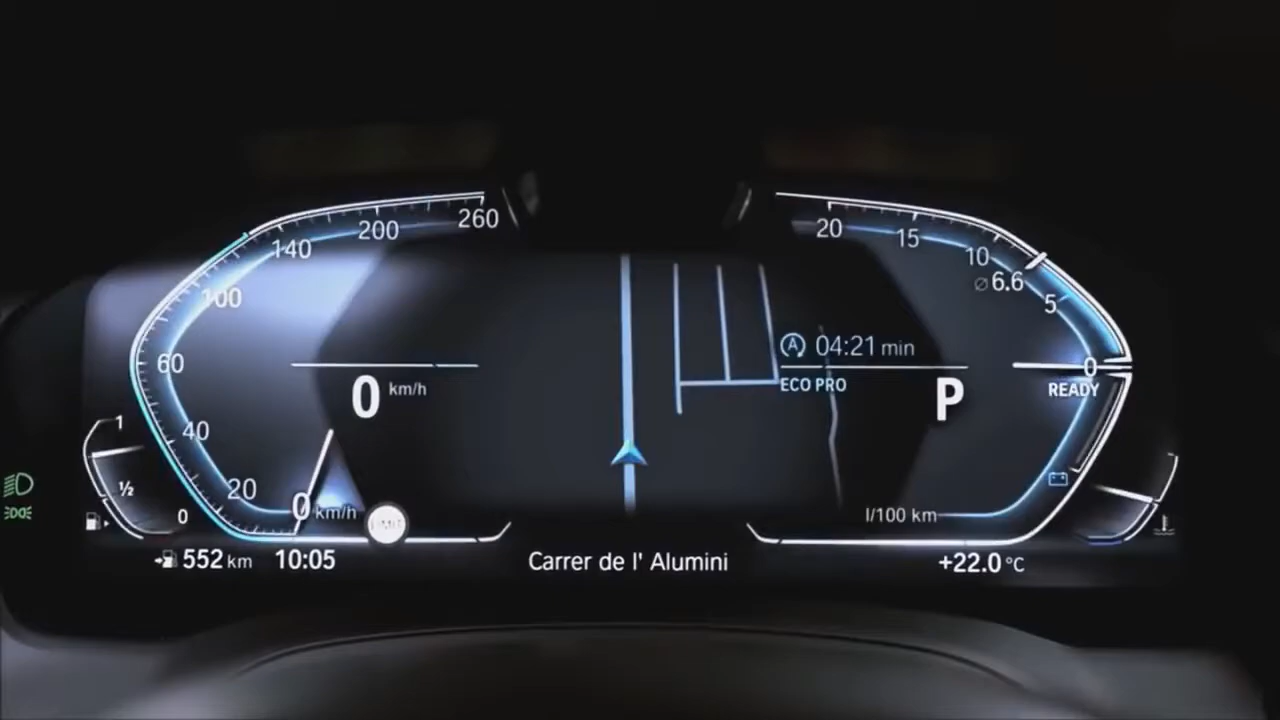 260
200
140
100
60
40
20
0 km/h
0 km/h
1
½
0
552 km
10:05
LIMIT
Carrer de l' Alumini
20
15
10
⌀ 6.6
5
0
A 04:21 min
ECO PRO
P
READY
l/100 km
+22.0 °C